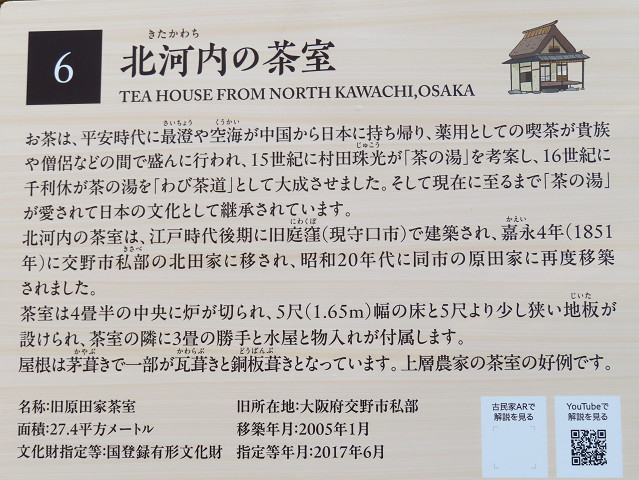 6
きたかわち
北河内の茶室
TEA HOUSE FROM NORTH KAWACHI,OSAKA
さいちょう くうかい
お茶は、平安時代に最澄や空海が中国から日本に持ち帰り、薬用としての喫茶が貴族
じゅこう
や僧侶などの間で盛んに行われ、15世紀に村田珠光が「茶の湯」を考案し、16世紀に
千利休が茶の湯を「わび茶道」として大成させました。そして現在に至るまで「茶の湯」
が愛されて日本の文化として継承されています。
にわくぼ かえい
北河内の茶室は、江戸時代後期に旧庭窪(現守口市)で建築され、嘉永4年(1851
きさべ
年)に交野市私部の北田家に移され、昭和20年代に同市の原田家に再度移築
されました。
じいた
茶室は4畳半の中央に炉が切られ、5尺(1.65m)幅の床と5尺より少し狭い地板が
設けられ、茶室の隣に3畳の勝手と水屋と物入れが付属します。
かやぶ かわらぶ どうばんぶ
屋根は茅葺きで一部が瓦葺きと銅板葺きとなっています。上層農家の茶室の好例です。
名称:旧原田家茶室 旧所在地:大阪府交野市私部
面積:27.4平方メートル 移築年月:2005年1月
文化財指定等:国登録有形文化財 指定等年月:2017年6月
古民家ARで
解説を見る
YouTubeで
解説を見る